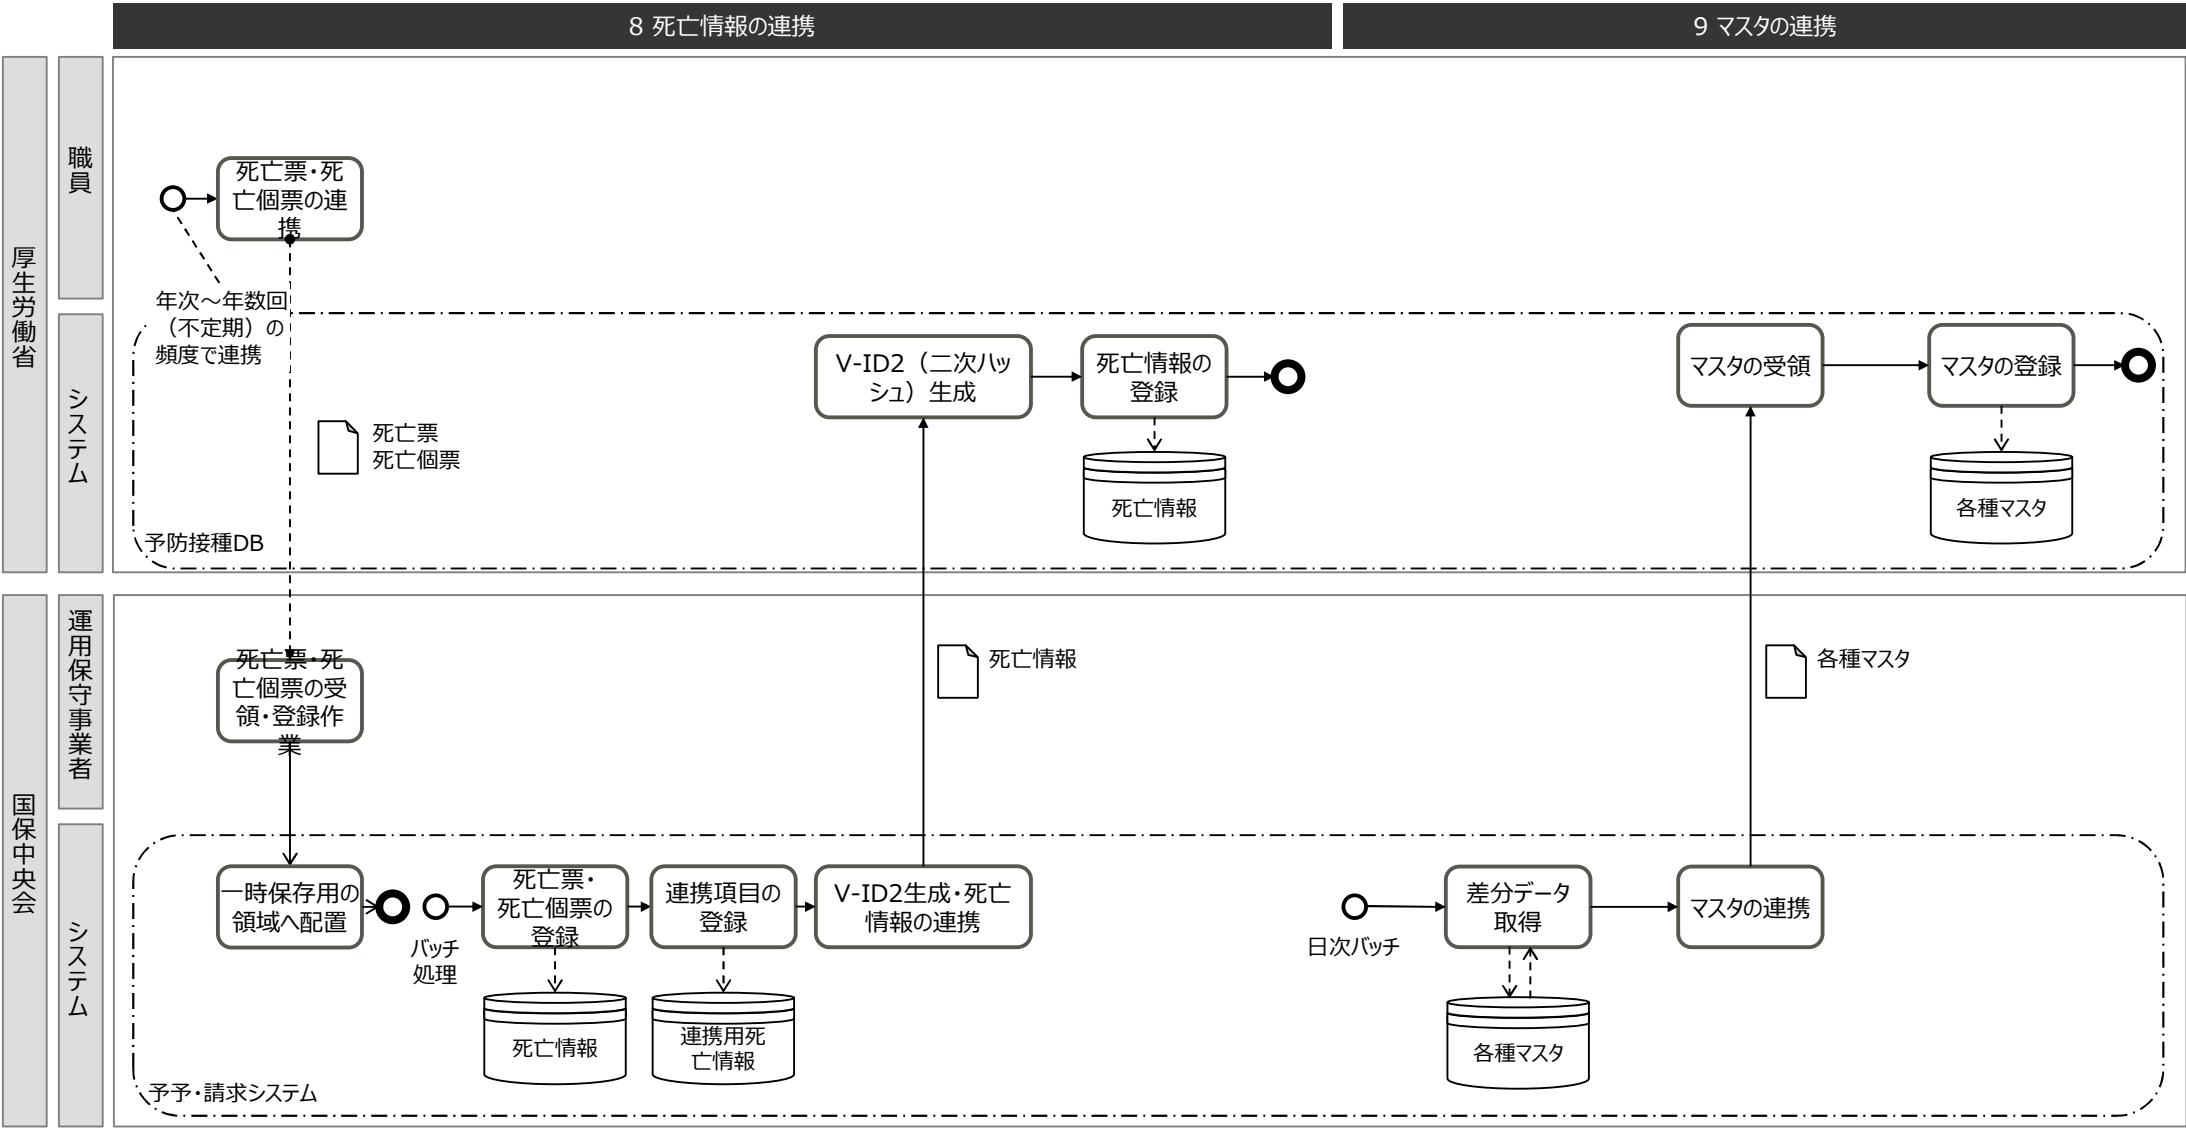 8 死亡情報の連携
9 マスタの連携
厚生労働省
職員
死亡票・死
亡個票の連
携
年次～年数回
（不定期）の
頻度で連携
システム
V-ID2（二次ハッ
シュ）生成
死亡情報の
登録
マスタの受領
マスタの登録
死亡票
死亡個票
死亡情報
各種マスタ
予防接種DB
国保中央会
運用保守事業者
死亡票・死
亡個票の受
領・登録作
業
死亡情報
各種マスタ
システム
一時保存用の
領域へ配置
バッチ
処理
死亡票・
死亡個票の
登録
連携項目の
登録
V-ID2生成・死亡
情報の連携
日次バッチ
差分データ
取得
マスタの連携
死亡情報
連携用死
亡情報
各種マスタ
予予・請求システム